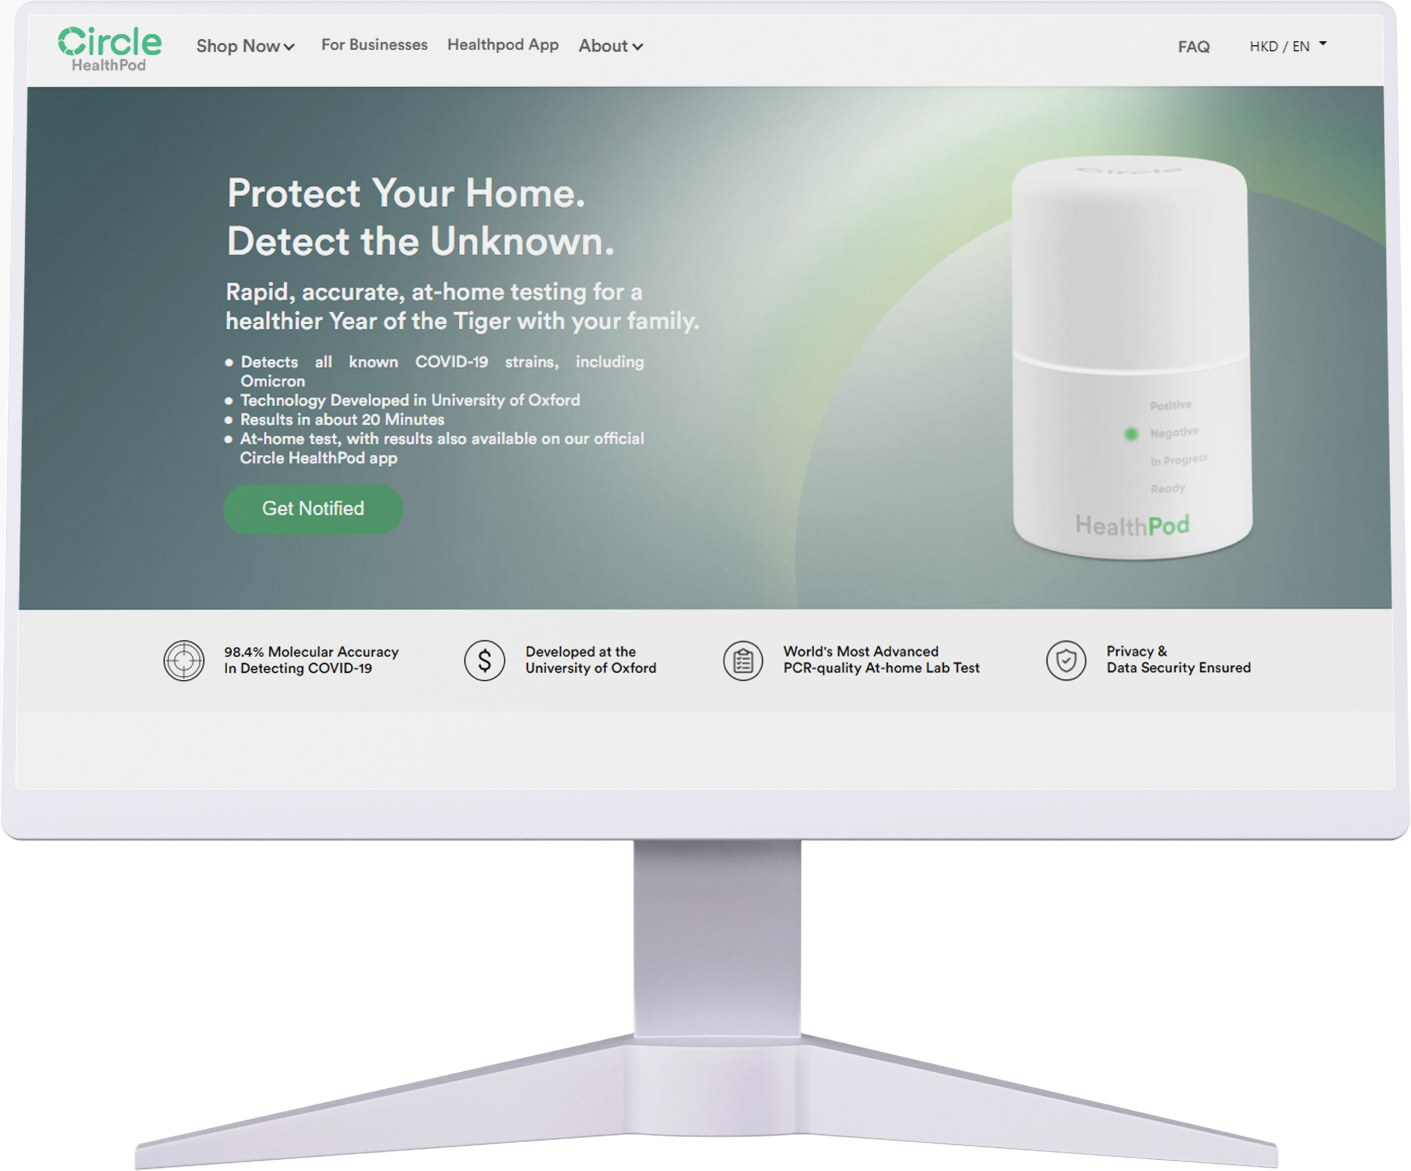 Circle
HealthPod
Shop Now
For Businesses
Healthpod App
About
FAQ
HKD / EN
Protect Your Home.
Detect the Unknown.
Rapid, accurate, at-home testing for a
healthier Year of the Tiger with your family.
Detects all known COVID-19 strains, including
Omicron
Technology Developed in University of Oxford
Results in about 20 Minutes
At-home test, with results also available on our official
Circle HealthPod app
Get Notified
Circle
Positive
Negative
In Progress
Ready
HealthPod
98.4% Molecular Accuracy
In Detecting COVID-19
$
Developed at the
University of Oxford
World's Most Advanced
PCR-quality At-home Lab Test
Privacy &
Data Security Ensured